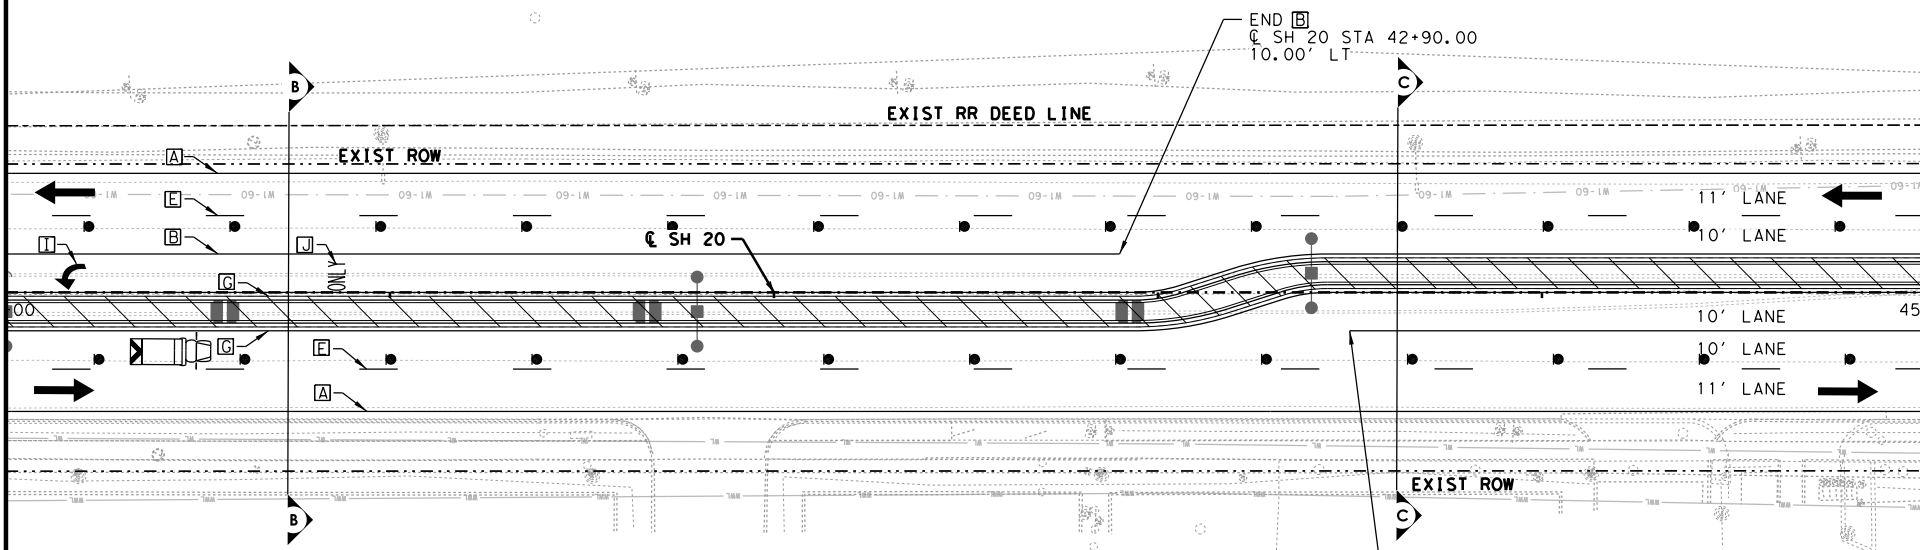 END B
℄ SH 20 STA 42+90.00
10.00' LT
B
C
EXIST RR DEED LINE
A
EXIST ROW
E
11' LANE
B
I
J
℄ SH 20
10' LANE
ONLY
G
00
10' LANE
45
G
E
10' LANE
A
11' LANE
EXIST ROW
B
C